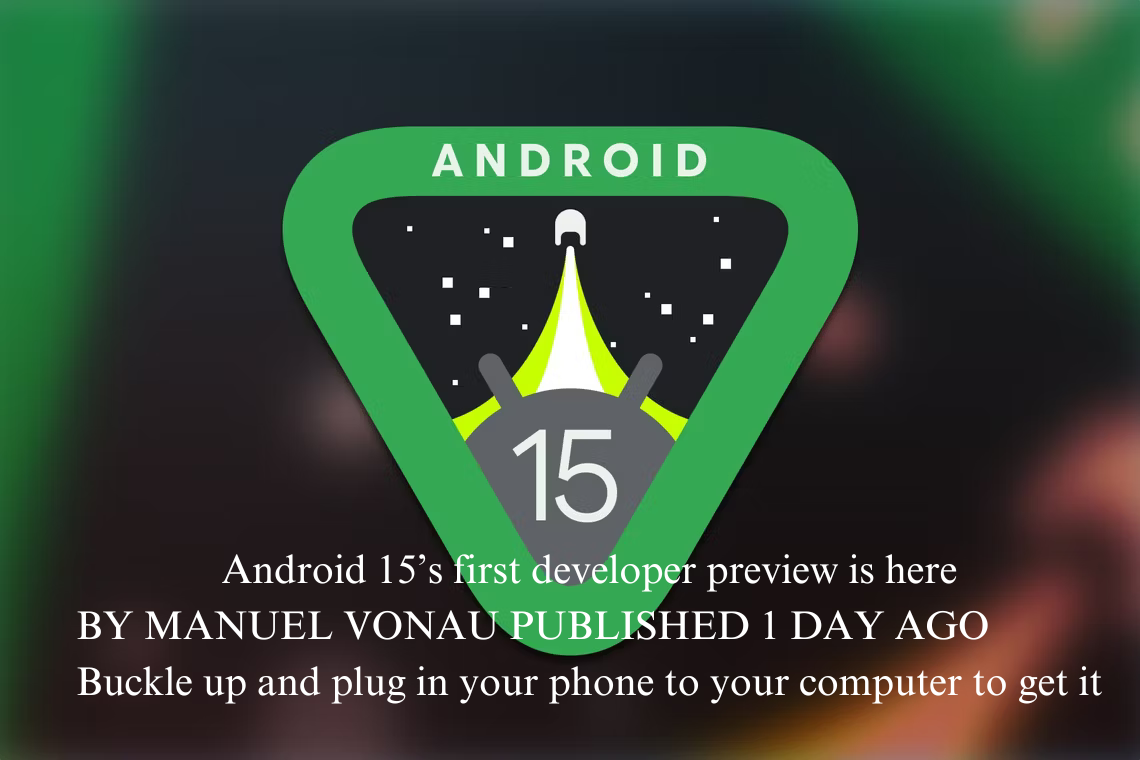 ANDROID
15
Android 15’s first developer preview is here
BY MANUEL VONAU PUBLISHED 1 DAY AGO
Buckle up and plug in your phone to your computer to get it